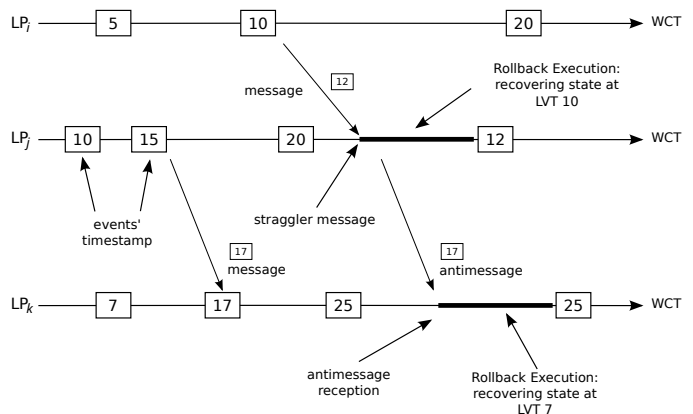 LPi 5 10 20 WCT
12
message
Rollback Execution:
recovering state at
LVT 10
LPj 10 15 20 12 WCT
events'
timestamp
straggler message
17
message
17
antimessage
LPk 7 17 25 25 WCT
antimessage
reception
Rollback Execution:
recovering state at
LVT 7